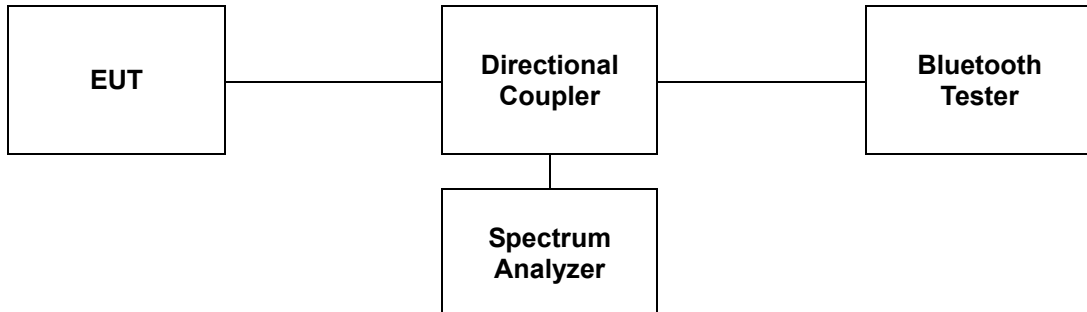 EUT
Directional
Coupler
Bluetooth
Tester
Spectrum
Analyzer